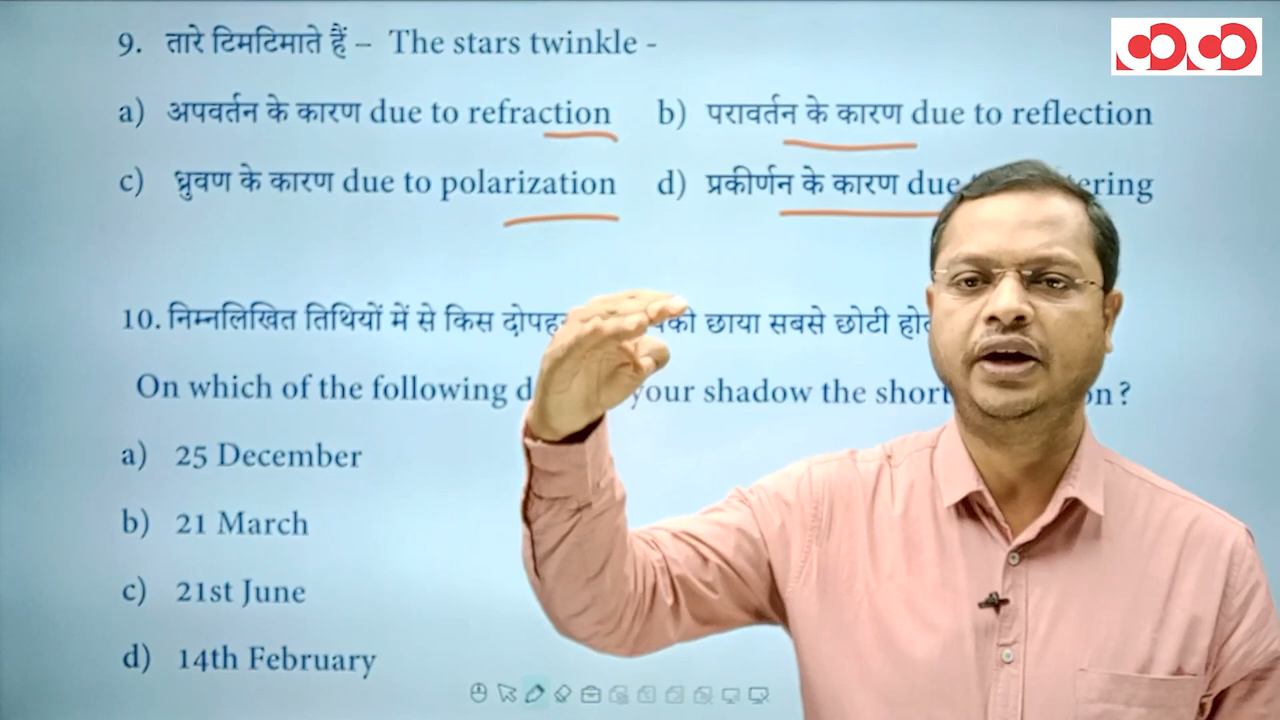 9. तारे टिमटिमाते हैं – The stars twinkle -
a) अपवर्तन के कारण due to refraction b) परावर्तन के कारण due to reflection
c) ध्रुवण के कारण due to polarization d) प्रकीर्णन के कारण due
10. निम्नलिखित तिथियों में से किस छाया सबसे छोटी
On which of the following your shadow the ?
a) 25 December
b) 21 March
c) 21st June
d) 14th February